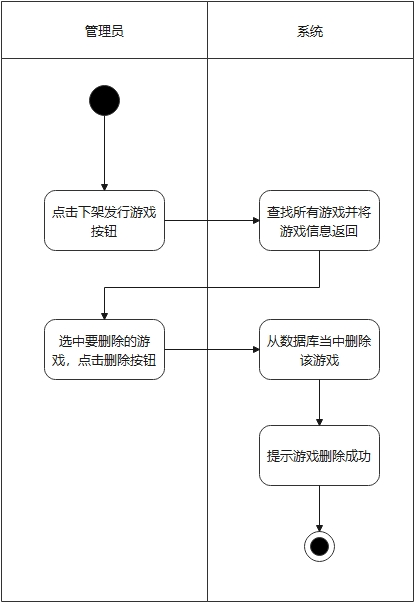 管理员
系统
点击下架发行游戏
按钮
查找所有游戏并将
游戏信息返回
选中要删除的游
戏，点击删除按钮
从数据库当中删除
该游戏
提示游戏删除成功